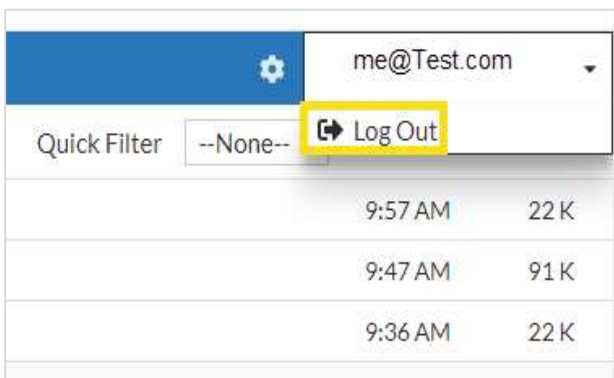 me@Test.com
Log Out
Quick Filter --None--
9:57 AM 22 K
9:47 AM 91 K
9:36 AM 22 K